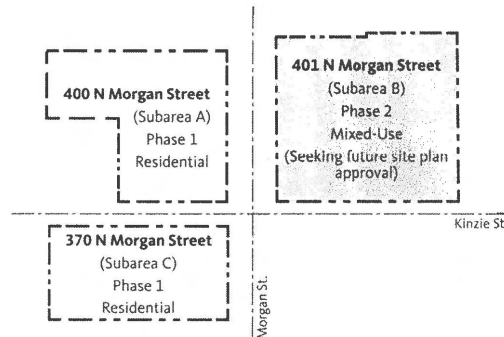 400 N Morgan Street
(Subarea A)
Phase 1
Residential
401 N Morgan Street
(Subarea B)
Phase 2
Mixed-Use
(Seeking future site plan
approval)
Kinzie St
370 N Morgan Street
(Subarea C)
Phase 1
Residential
Morgan St.